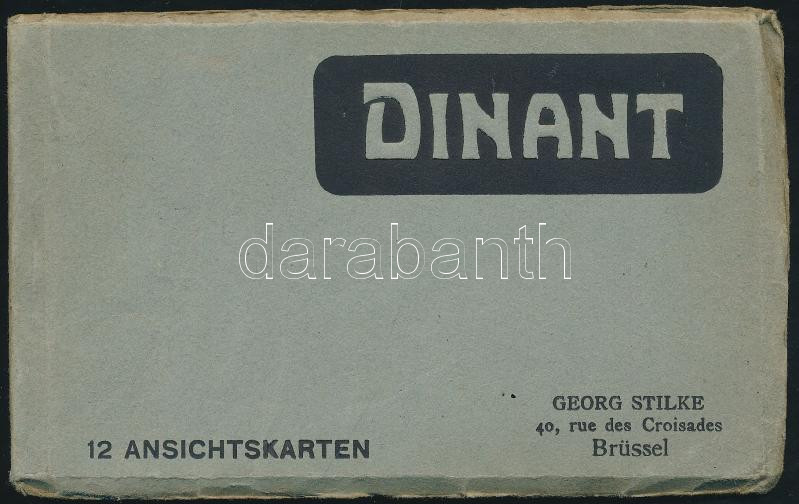 DINANT
darabanth
GEORG STILKE
40, rue des Croisades
Brüssel
12 ANSICHTSKARTEN